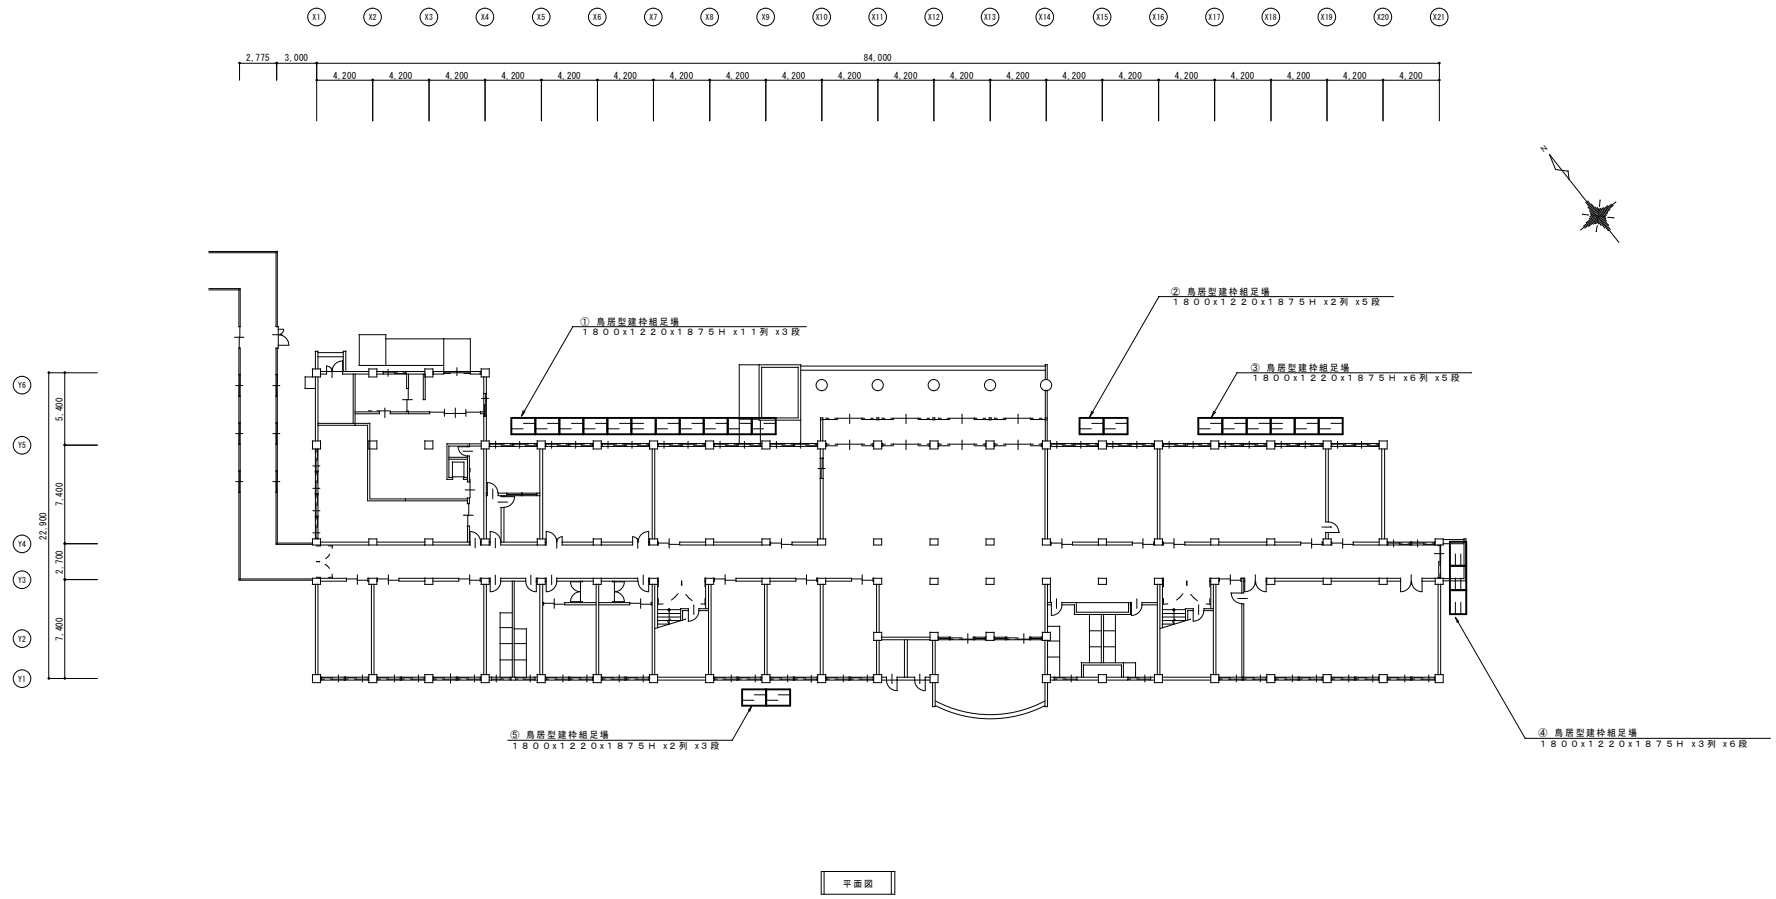 X1 X2 X3 X4 X5 X6 X7 X8 X9 X10 X11 X12 X13 X14 X15 X16 X17 X18 X19 X20 X21
2,775 3,000 84,000
4,200 4,200 4,200 4,200 4,200 4,200 4,200 4,200 4,200 4,200 4,200 4,200 4,200 4,200 4,200 4,200 4,200 4,200 4,200 4,200
N
②鳥居型建枠組足場
1800x1220x1875H x2列 x5段
① 鳥居型建枠組足場
1800x1220x1875H x11列 x3段
③ 鳥居型建枠組足場
1800x1220x1875H x6列 x5段
Y6
5,400
Y5
7,400
22,900
Y4
2,700
Y3
7,400
Y2
Y1
⑤ 鳥居型建枠組足場
1800x1220x1875H x2列 x3段
④ 鳥居型建枠組足場
1800x1220x1875H x3列 x6段
平面図